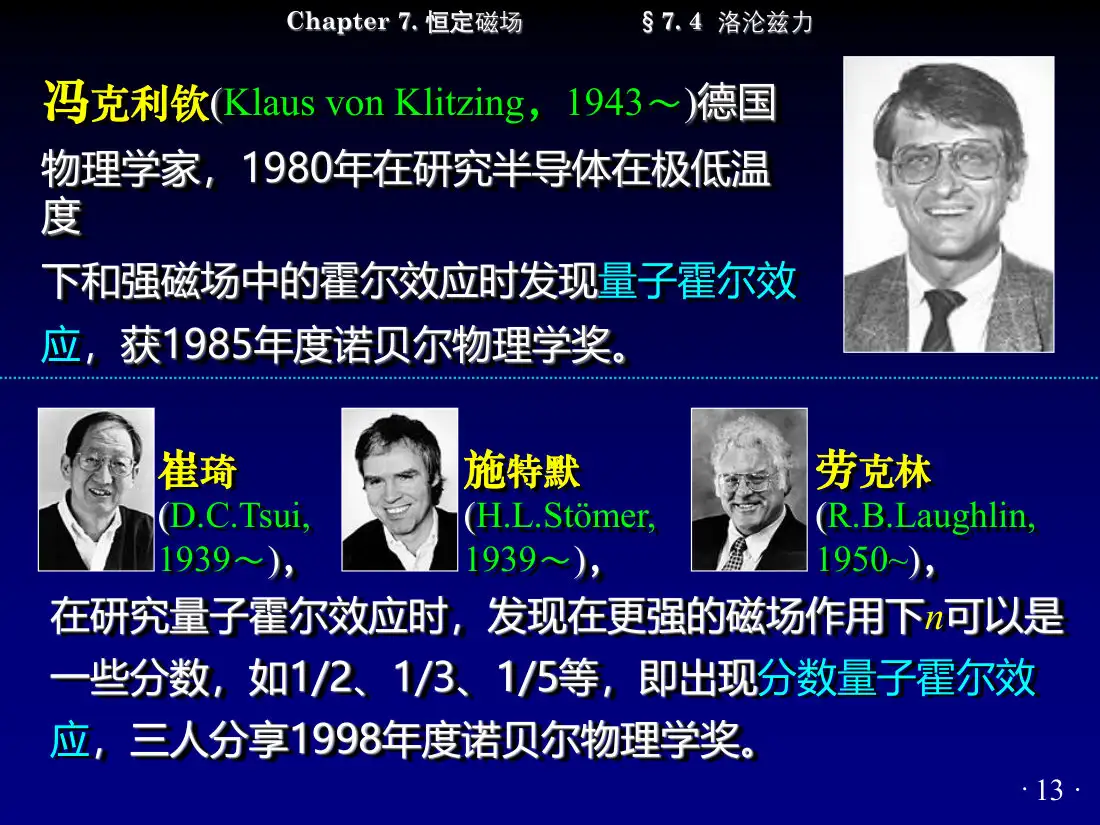 Chapter 7. 恒定磁场 §7. 4 洛沦兹力
冯克利钦(Klaus von Klitzing，1943～)德国
物理学家，1980年在研究半导体在极低温
度
下和强磁场中的霍尔效应时发现量子霍尔效
应，获1985年度诺贝尔物理学奖。
崔琦
(D.C.Tsui,
1939～)，
施特默
(H.L.Stömer,
1939～)，
劳克林
(R.B.Laughlin,
1950~)，
在研究量子霍尔效应时，发现在更强的磁场作用下n可以是
一些分数，如1/2、1/3、1/5等，即出现分数量子霍尔效
应，三人分享1998年度诺贝尔物理学奖。
· 13 ·